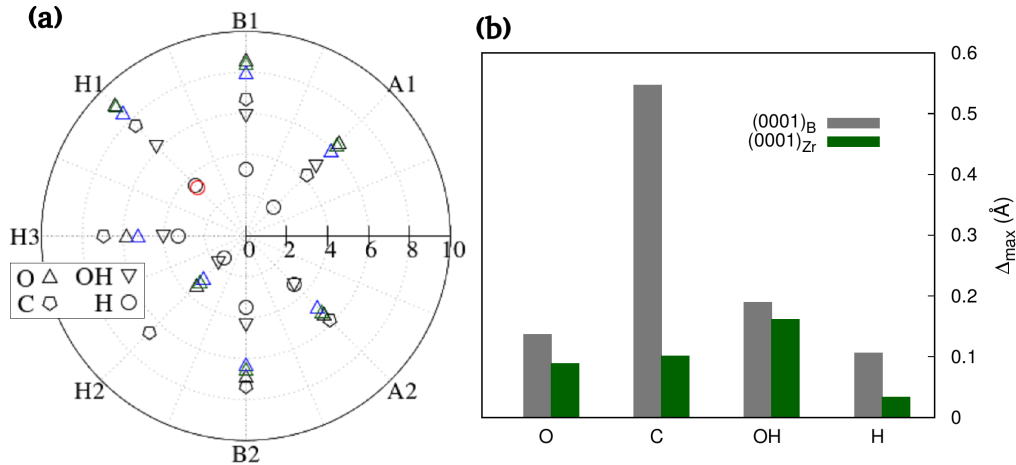 (a)
B1
A1
H1
H3
0 2 4 6 8 10
O OH
C H
H2
A2
B2
(b)
0.6
0.5
0.4
0.3
0.2
0.1
0
Δmax (Å)
(0001)B
(0001)Zr
O C OH H